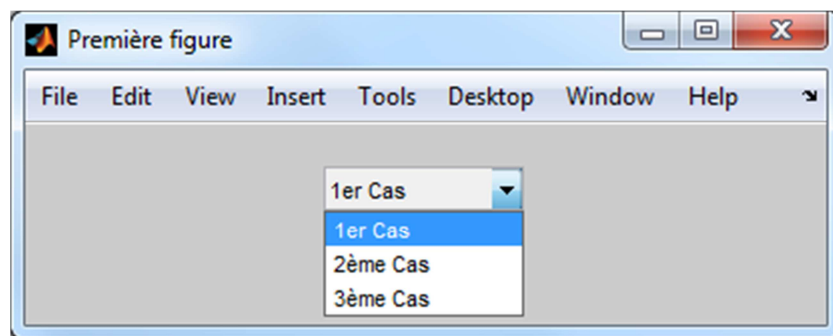 Première figure
File Edit View Insert Tools Desktop Window Help
1er Cas
1er Cas
2ème Cas
3ème Cas